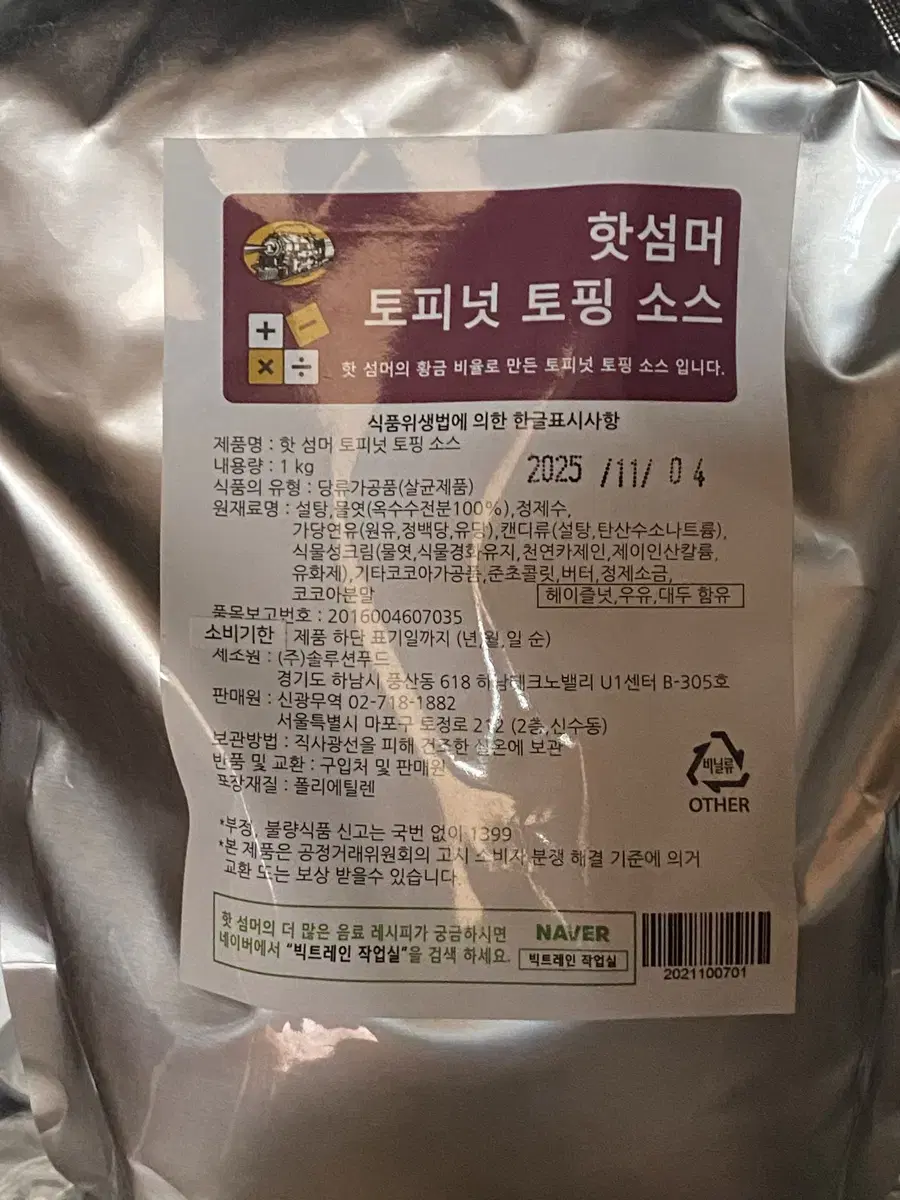 핫섬머
토피넛 토핑 소스
+ −
× ÷
핫 섬머의 황금 비율로 만든 토피넛 토핑 소스 입니다.
식품위생법에 의한 한글표시사항
제품명 : 핫 섬머 토피넛 토핑 소스
내용량 : 1 kg
2025 /11/ 04
식품의 유형 : 당류가공품(살균제품)
원재료명 : 설탕,물엿(옥수수전분100%),정제수,
가당연유(원유,정백당,유당),캔디류(설탕,탄산수소나트륨),
식물성크림(물엿,식물경화유지,천연카제인,제이인산칼륨,
유화제),기타코코아가공품,준초콜릿,버터,정제소금,
코코아분말
헤이즐넛,우유,대두 함유
품목보고번호 : 2016004607035
소비기한 제품 하단 표기일까지 (년,월,일 순)
제조원 : (주)솔루션푸드
경기도 하남시 풍산동 618 하남테크노밸리 U1센터 B-305호
판매원 : 신광무역 02-718-1882
서울특별시 마포구 토정로 212 (2층,신수동)
보관방법 : 직사광선을 피해 건조한 실온에 보관
반품 및 교환 : 구입처 및 판매원
포장재질 : 폴리에틸렌
비닐류
OTHER
*부정, 불량식품 신고는 국번 없이 1399
*본 제품은 공정거래위원회의 고시 소비자 분쟁 해결 기준에 의거
교환 또는 보상 받을수 있습니다.
핫 섬머의 더 많은 음료 레시피가 궁금하시면
네이버에서 “빅트레인 작업실”을 검색 하세요.
NAVER
빅트레인 작업실
2021100701